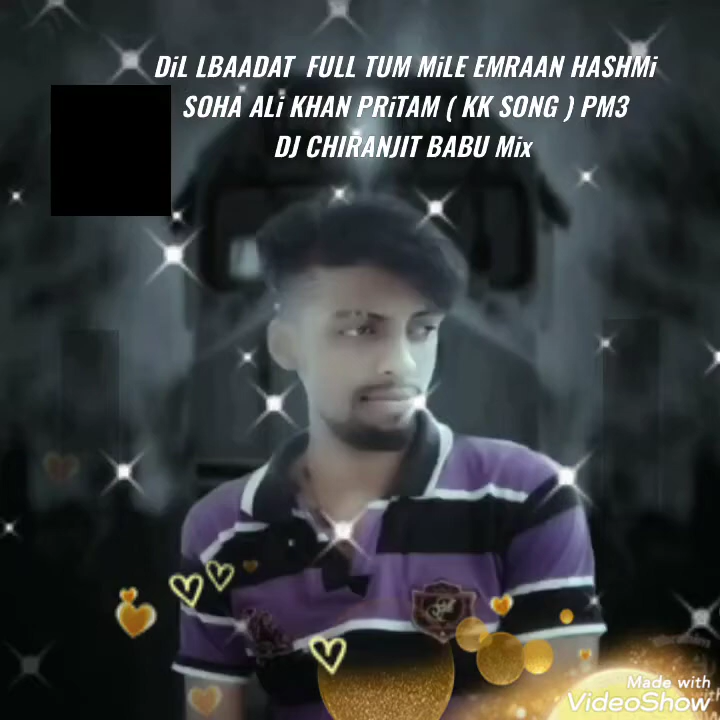 DiL LBAADAT FULL TUM MiLE EMRAAN HASHMi
SOHA ALi KHAN PRiTAM ( KK SONG ) PM3
DJ CHIRANJIT BABU Mix
Made with
VideoShow